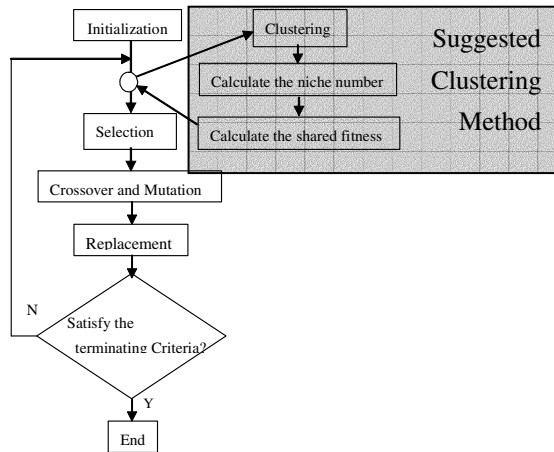 Initialization
Clustering
Suggested
Clustering
Method
Calculate the niche number
Calculate the shared fitness
Selection
Crossover and Mutation
Replacement
Satisfy the
terminating Criteria?
N
Y
End